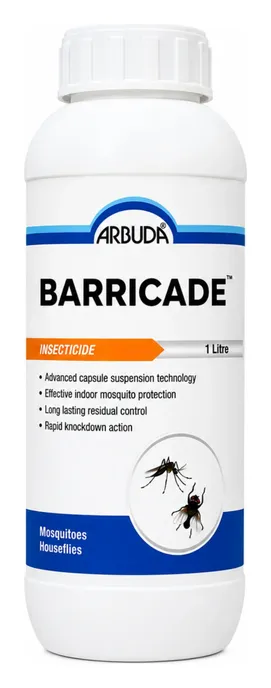 ARBUDA®
BARRICADE™
INSECTICIDE
1 Litre
• Advanced capsule suspension technology
• Effective indoor mosquito protection
• Long lasting residual control
• Rapid knockdown action
Mosquitoes
Houseflies